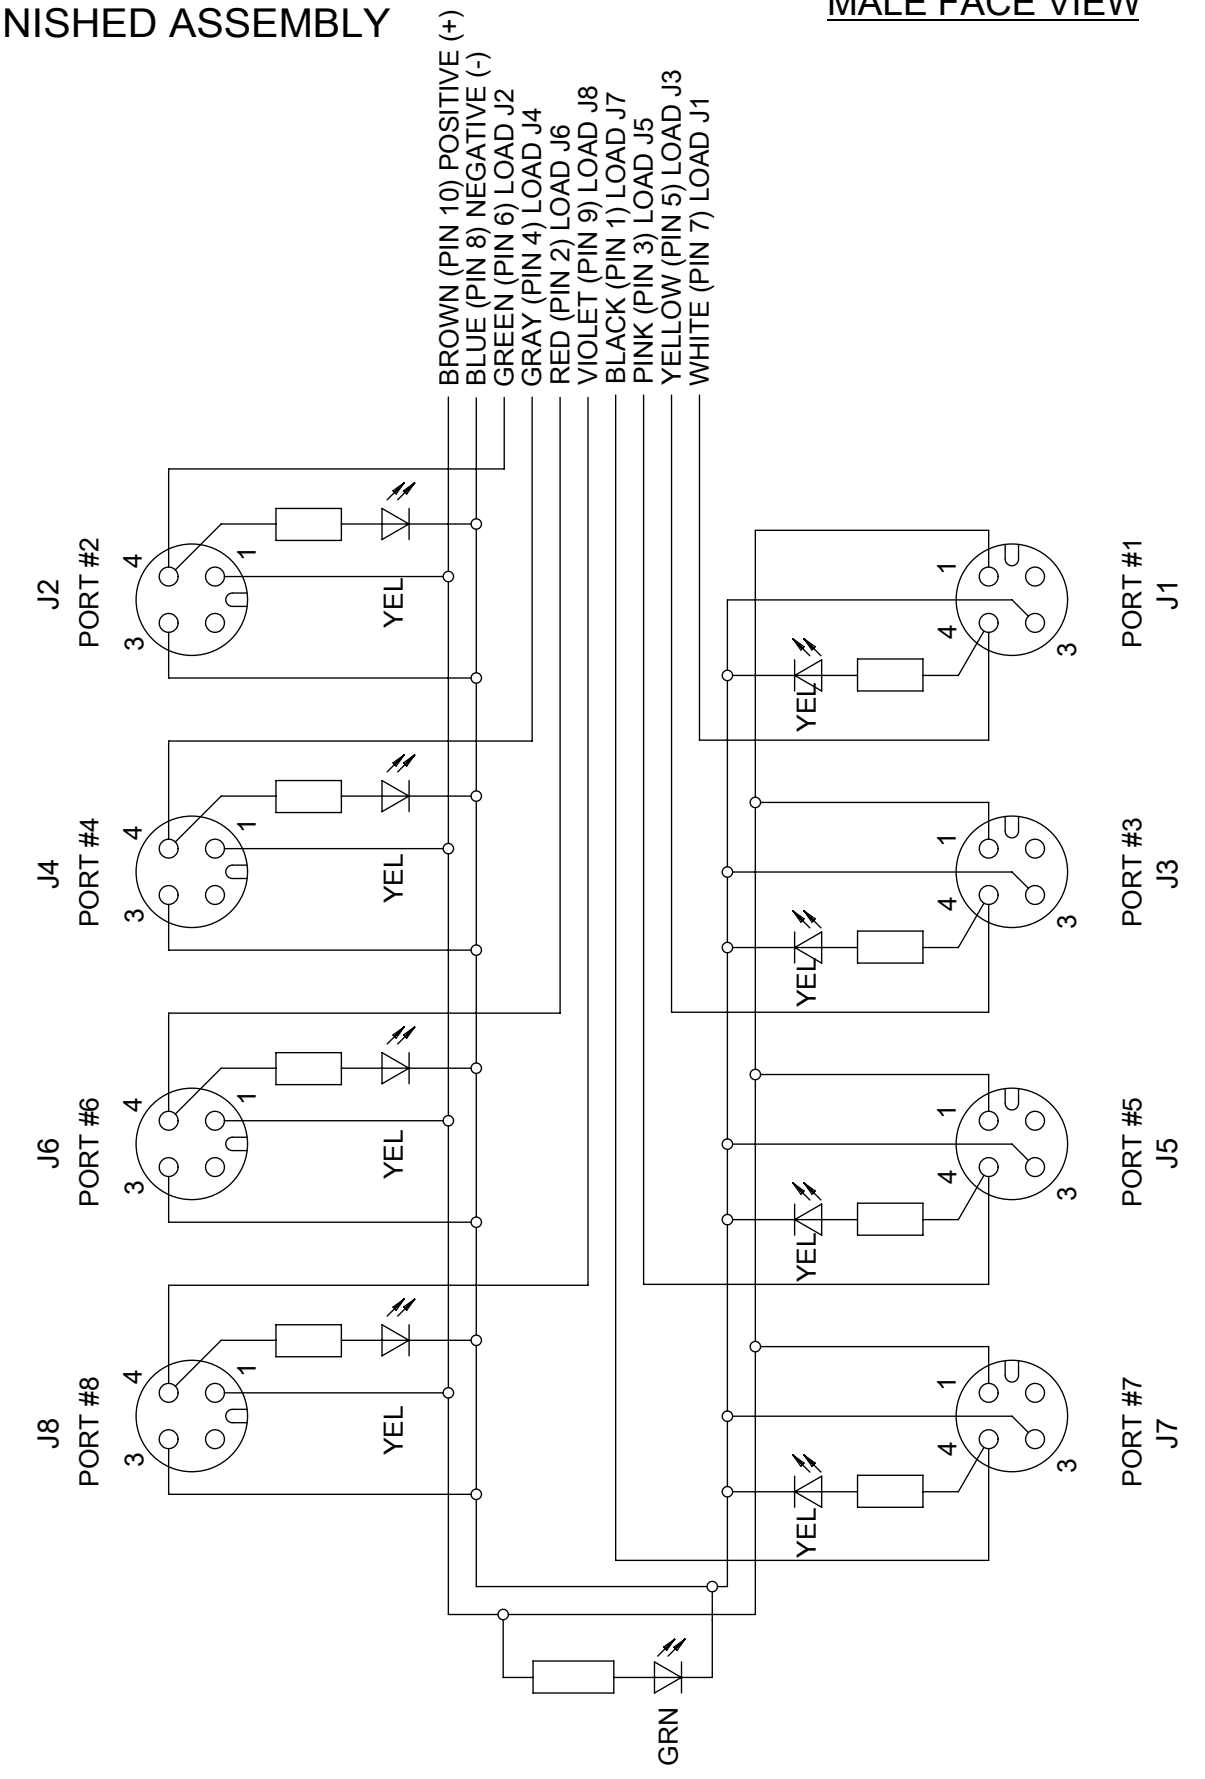 NISHED ASSEMBLY
MALE FACE VIEW
BROWN (PIN 10) POSITIVE (+)
BLUE (PIN 8) NEGATIVE (-)
GREEN (PIN 6) LOAD J2
GRAY (PIN 4) LOAD J4
RED (PIN 2) LOAD J6
VIOLET (PIN 9) LOAD J8
BLACK (PIN 1) LOAD J7
PINK (PIN 3) LOAD J5
YELLOW (PIN 5) LOAD J3
WHITE (PIN 7) LOAD J1
J2
PORT #2
4
1
3
YEL
J4
PORT #4
4
1
3
YEL
J6
PORT #6
4
1
3
YEL
J8
PORT #8
4
1
3
YEL
PORT #1
J1
1
4
3
YEL
PORT #3
J3
1
4
3
YEL
PORT #5
J5
1
4
3
YEL
PORT #7
J7
1
4
3
YEL
GRN